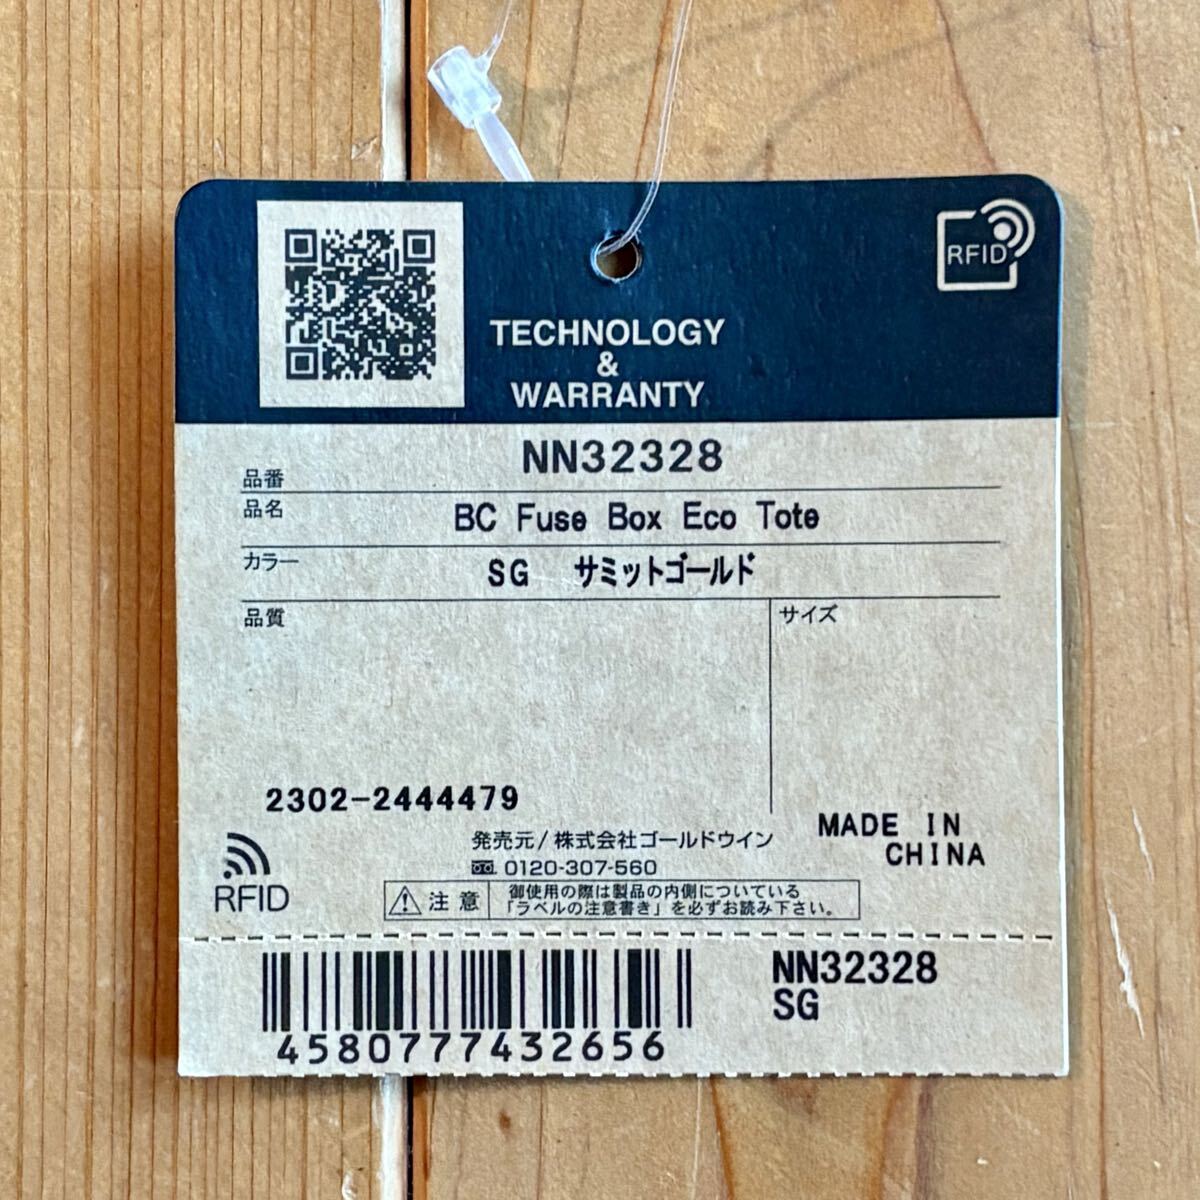 RFID
TECHNOLOGY
&
WARRANTY
品番 NN32328
品名 BC Fuse Box Eco Tote
カラー SG サミットゴールド
品質
サイズ
2302-2444479
MADE IN
CHINA
発売元/株式会社ゴールドウイン
0120-307-560
RFID
注意
御使用の際は製品の内側についている
「ラベルの注意書き」を必ずお読み下さい。
4580777432656
NN32328
SG